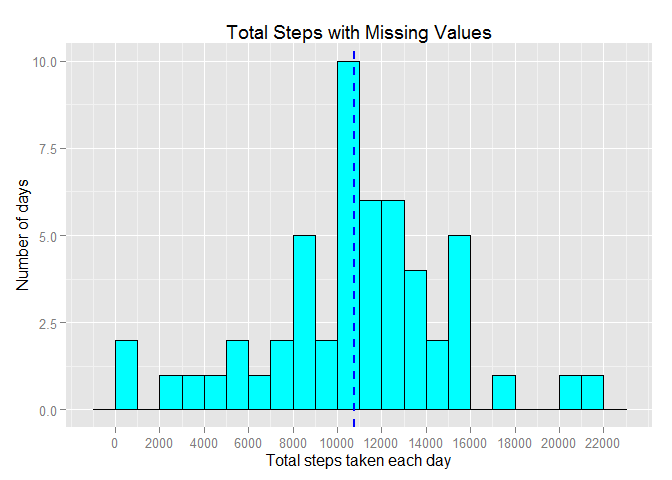 Total Steps with Missing Values
Number of days
10.0
7.5
5.0
2.5
0.0
0 2000 4000 6000 8000 10000 12000 14000 16000 18000 20000 22000
Total steps taken each day